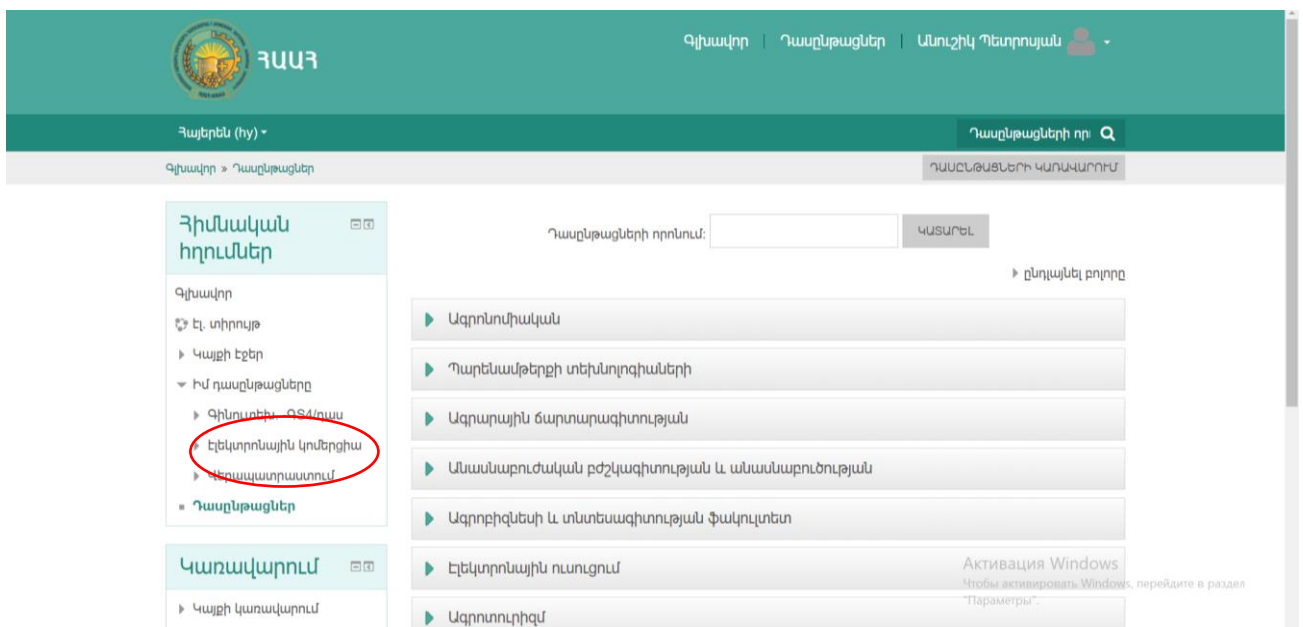 ՀԱԱՀ
Գլխավոր | Դասընթացներ | Անուշիկ Պետրոսյան
Հայերեն ‎(hy)‎
Դասընթացների որ
Գլխավոր » Դասընթացներ
ԴԱՍԸՆԹԱՑՆԵՐԻ ԿԱՌԱՎԱՐՈՒՄ
Հիմնական
հղումներ
Գլխավոր
Էլ. տիրույթ
Կայքի էջեր
Իմ դասընթացները
Էլեկտրոնային կոմերցիա
Վերապատրաստում
Դասընթացներ
Կառավարում
Կայքի կառավարում
Դասընթացների որոնում:
ԿԱՏԱՐԵԼ
ընդլայնել բոլորը
Ագրոնոմիական
Պարենամթերքի տեխնոլոգիաների
Ագրարային ճարտարագիտության
Անասնաբուժական բժշկագիտության և անասնաբուծության
Ագրոբիզնեսի և տնտեսագիտության ֆակուլտետ
Էլեկտրոնային ուսուցում
Ագրոտուրիզմ
Активация Windows
Чтобы активировать Windows, перейдите в раздел
"Параметры".